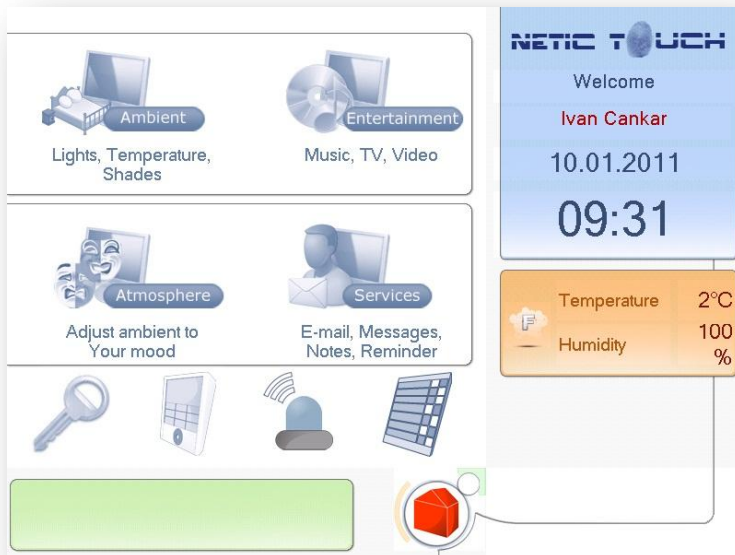 Ambient
Lights, Temperature,
Shades
Entertainment
Music, TV, Video
Atmosphere
Adjust ambient to
Your mood
Services
E-mail, Messages,
Notes, Reminder
NETIC TOUCH
Welcome
Ivan Cankar
10.01.2011
09:31
F
Temperature 2°C
Humidity 100
%